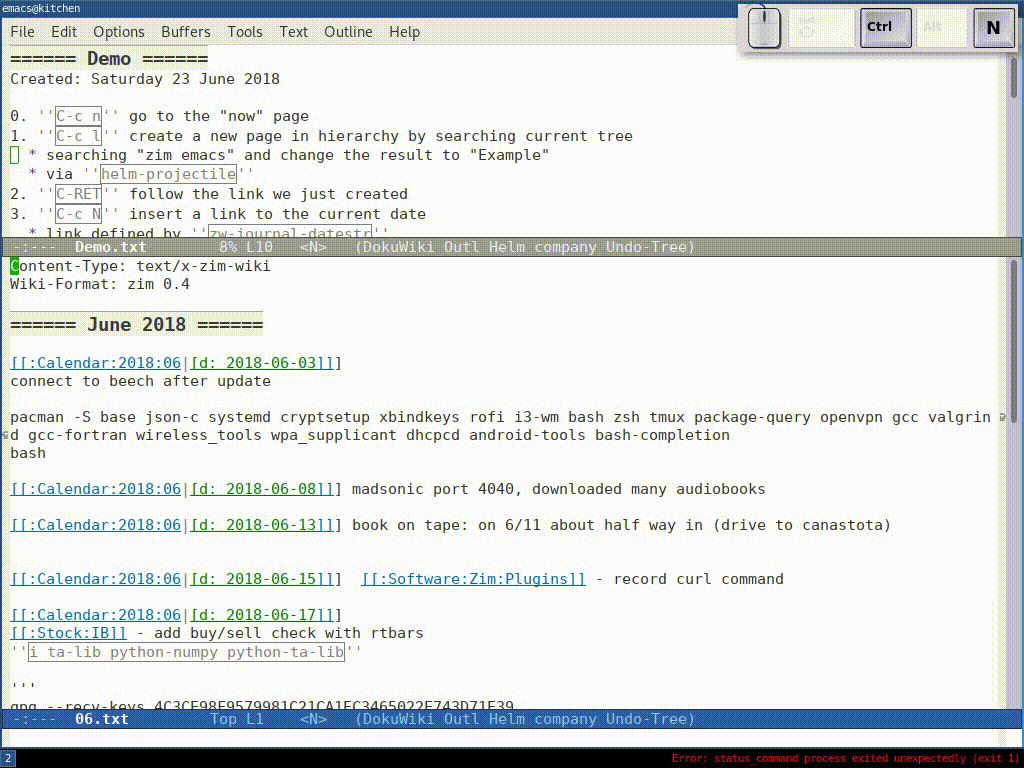 emacs@kitchen
File Edit Options Buffers Tools Text Outline Help
Ctrl Alt N
====== Demo ======
Created: Saturday 23 June 2018
0. ''C-c n'' go to the "now" page
1. ''C-c l'' create a new page in hierarchy by searching current tree
* searching "zim emacs" and change the result to "Example"
* via ''helm-projectile''
2. ''C-RET'' follow the link we just created
3. ''C-c N'' insert a link to the current date
* link defined by ''zw-journal-datestr''
-:--- Demo.txt 8% L10 <N> (DokuWiki Outl Helm company Undo-Tree)
Content-Type: text/x-zim-wiki
Wiki-Format: zim 0.4
====== June 2018 ======
[[:Calendar:2018:06|[d: 2018-06-03]]]
connect to beech after update
pacman -S base json-c systemd cryptsetup xbindkeys rofi i3-wm bash zsh tmux package-query openvpn gcc valgrin
d gcc-fortran wireless_tools wpa_supplicant dhcpcd android-tools bash-completion
bash
[[:Calendar:2018:06|[d: 2018-06-08]]] madsonic port 4040, downloaded many audiobooks
[[:Calendar:2018:06|[d: 2018-06-13]]] book on tape: on 6/11 about half way in (drive to canastota)
[[:Calendar:2018:06|[d: 2018-06-15]]] [[:Software:Zim:Plugins]] - record curl command
[[:Calendar:2018:06|[d: 2018-06-17]]]
[[:Stock:IB]] - add buy/sell check with rtbars
''i ta-lib python-numpy python-ta-lib''
'''
gpg --recv-keys
-:--- 06.txt Top L1 <N> (DokuWiki Outl Helm company Undo-Tree)
2 Error: status_command process exited unexpectedly (exit 1)